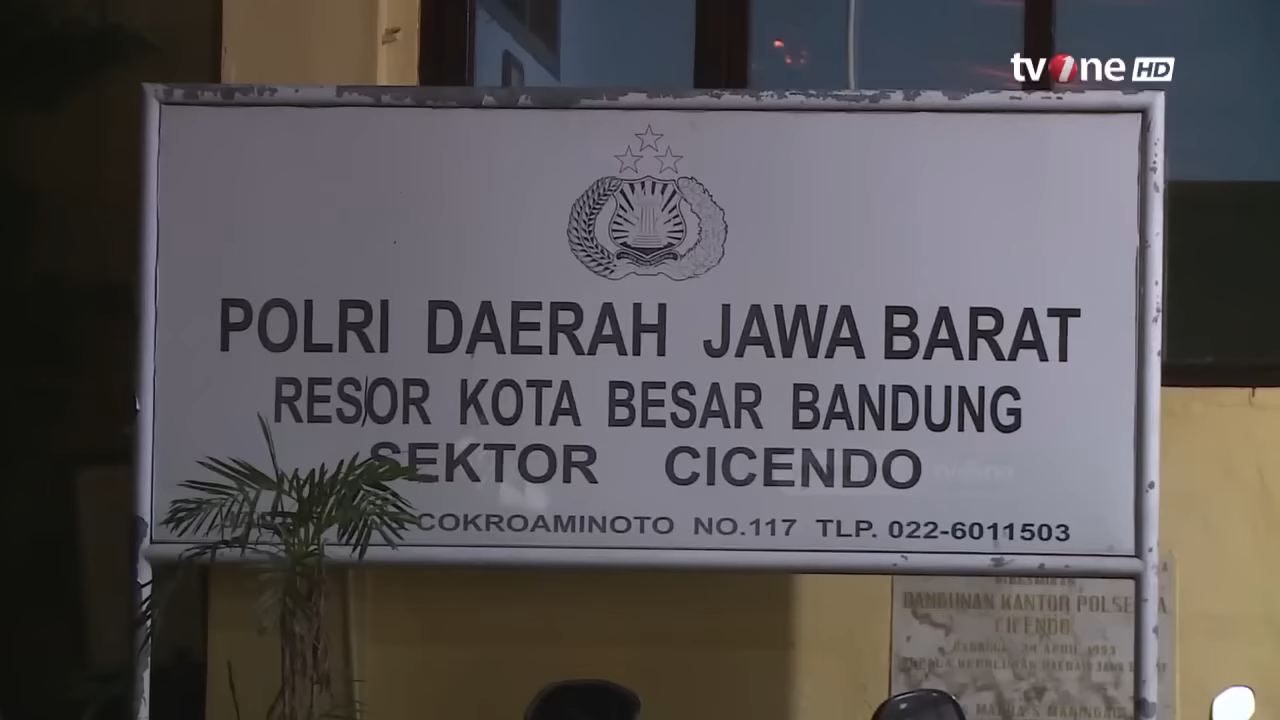 tvOne HD
POLRI DAERAH JAWA BARAT
RESOR KOTA BESAR BANDUNG
SEKTOR CICENDO
COKROAMINOTO NO.117 TLP. 022-6011503
BANGUNAN KANTOR
CICENDO